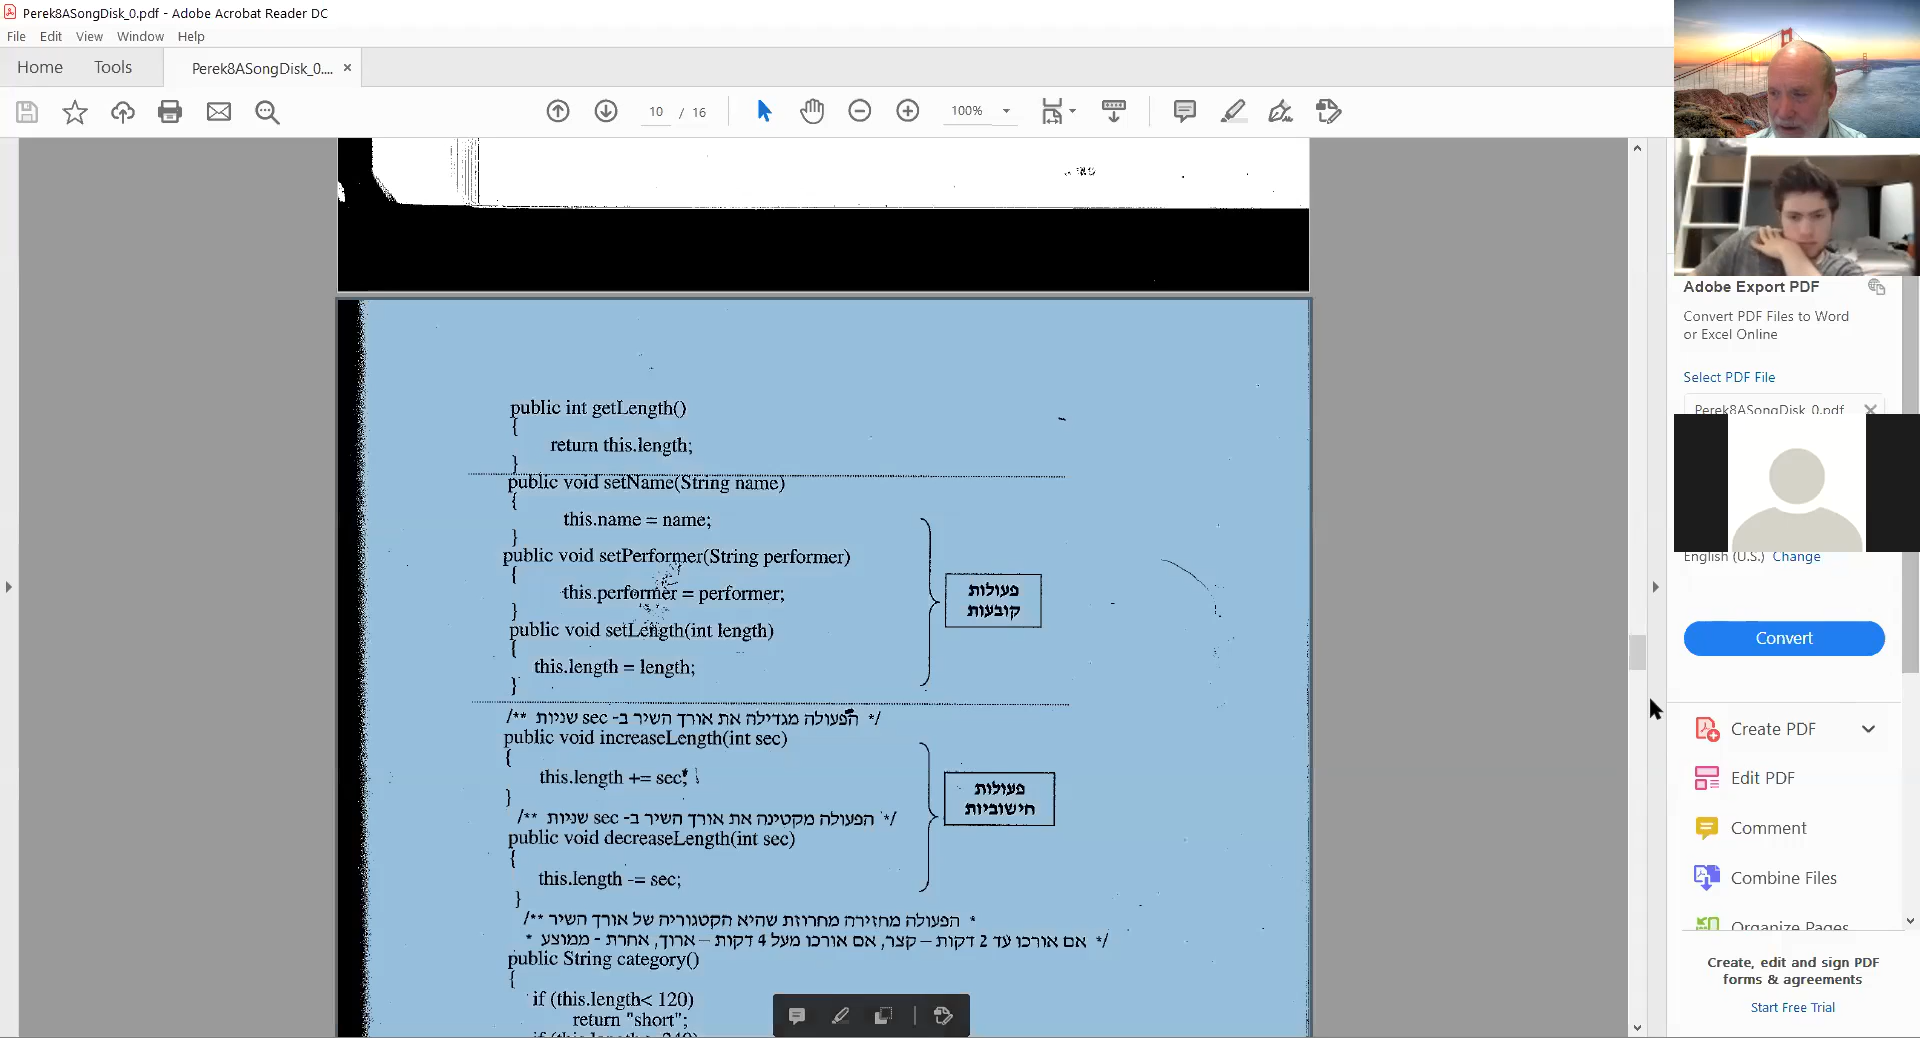 Perek8ASongDisk_0.pdf - Adobe Acrobat Reader DC
File Edit View Window Help
Home Tools Perek8ASongDisk_0.... ×
10 / 16 100%
public int getLength()
{
return this.length;
}
public void setName(String name)
{
this.name = name;
}
public void setPerformer(String performer)
{
this.performer = performer;
}
public void setLength(int length)
{
this.length = length;
}
פעולות
קובעות
/** הפעולה מגדילה את אורך השיר ב- sec שניות */
public void increaseLength(int sec)
{
this.length += sec;
}
/** הפעולה מקטינה את אורך השיר ב- sec שניות */
public void decreaseLength(int sec)
{
this.length -= sec;
}
פעולות
חישוביות
/** הפעולה מחזירה מחרוזת שהיא הקטגוריה של אורך השיר *
* אם אורכו עד 2 דקות – קצר, אם אורכו מעל 4 דקות – ארוך, אחרת - ממוצע */
public String category()
{
if (this.length< 120)
return "short";
Adobe Export PDF
Convert PDF Files to Word
or Excel Online
Select PDF File
Perek8ASongDisk_0.pdf
English (U.S.) Change
Convert
Create PDF
Edit PDF
Comment
Combine Files
Organize Pages
Create, edit and sign PDF
forms & agreements
Start Free Trial